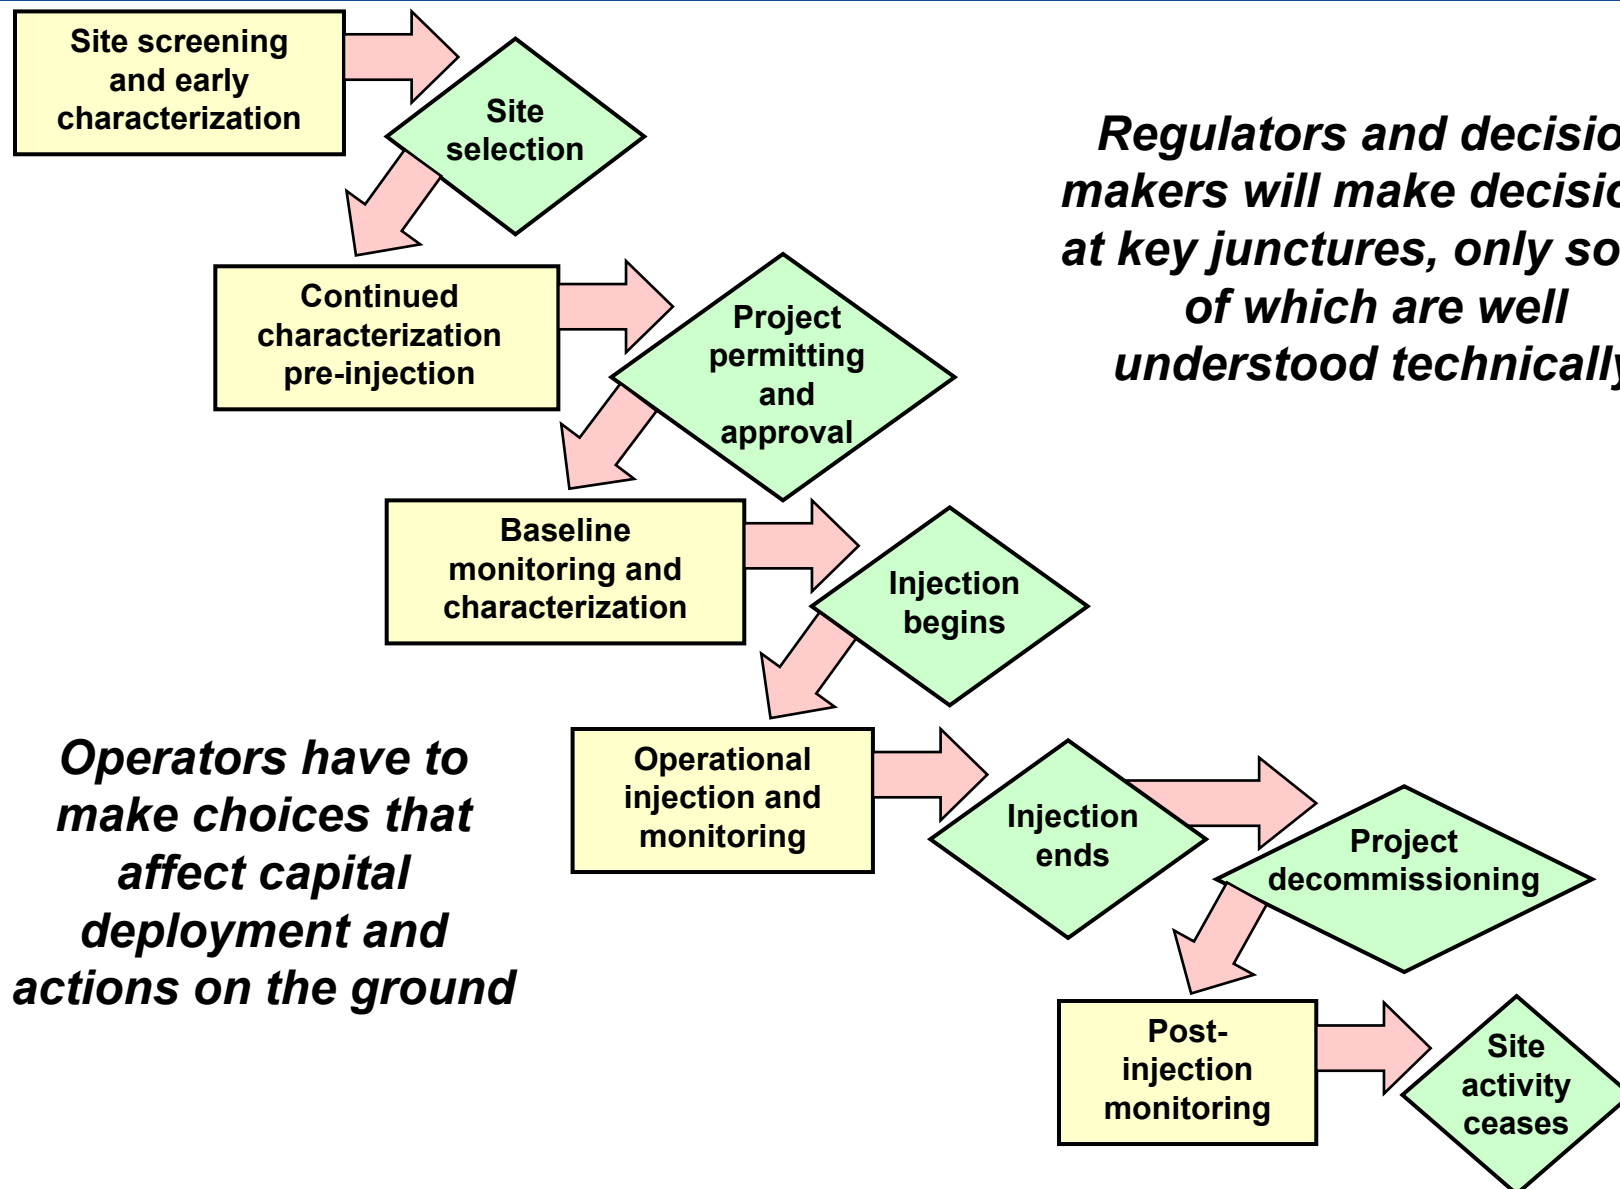 Site screening
and early
characterization
Site
selection
Regulators and decisio
makers will make decisio
at key junctures, only so
of which are well
understood technically
Continued
characterization
pre-injection
Project
permitting
and
approval
Baseline
monitoring and
characterization
Injection
begins
Operators have to
make choices that
affect capital
deployment and
actions on the ground
Operational
injection and
monitoring
Injection
ends
Project
decommissioning
Post-
injection
monitoring
Site
activity
ceases